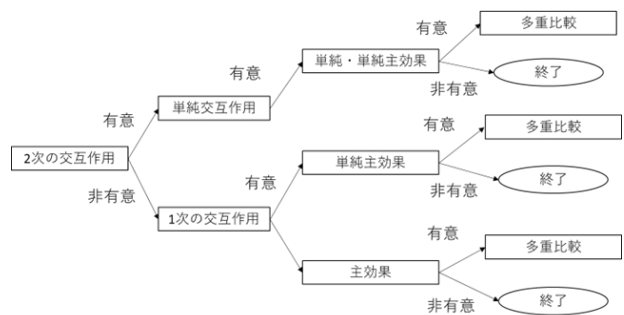 有意
多重比較
単純・単純主効果
有意
終了
非有意
単純交互作用
有意
有意
多重比較
2次の交互作用
単純主効果
有意
終了
非有意
非有意
1次の交互作用
有意
多重比較
主効果
終了
非有意